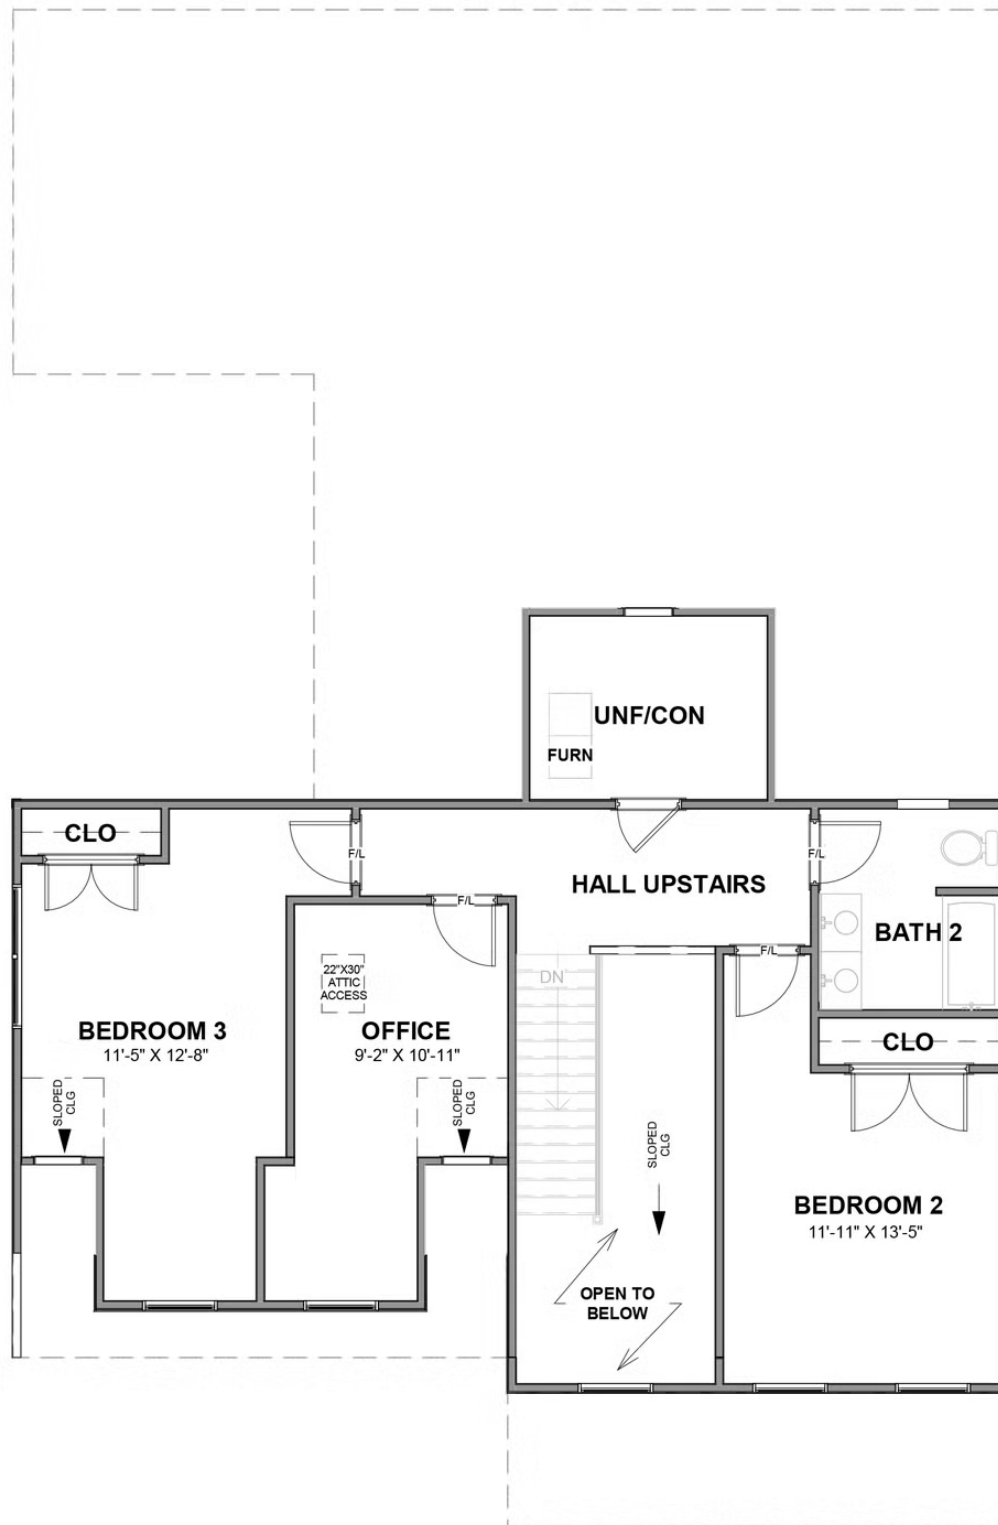 UNF/CON
FURN
CLO
F/L
F/L
HALL UPSTAIRS
F/L
BATH 2
F/L
22"X30"
ATTIC
ACCESS
DN
BEDROOM 3
11'-5" X 12'-8"
OFFICE
9'-2" X 10'-11"
CLO
SLOPED
CLG
SLOPED
CLG
SLOPED
CLG
BEDROOM 2
11'-11" X 13'-5"
OPEN TO
BELOW